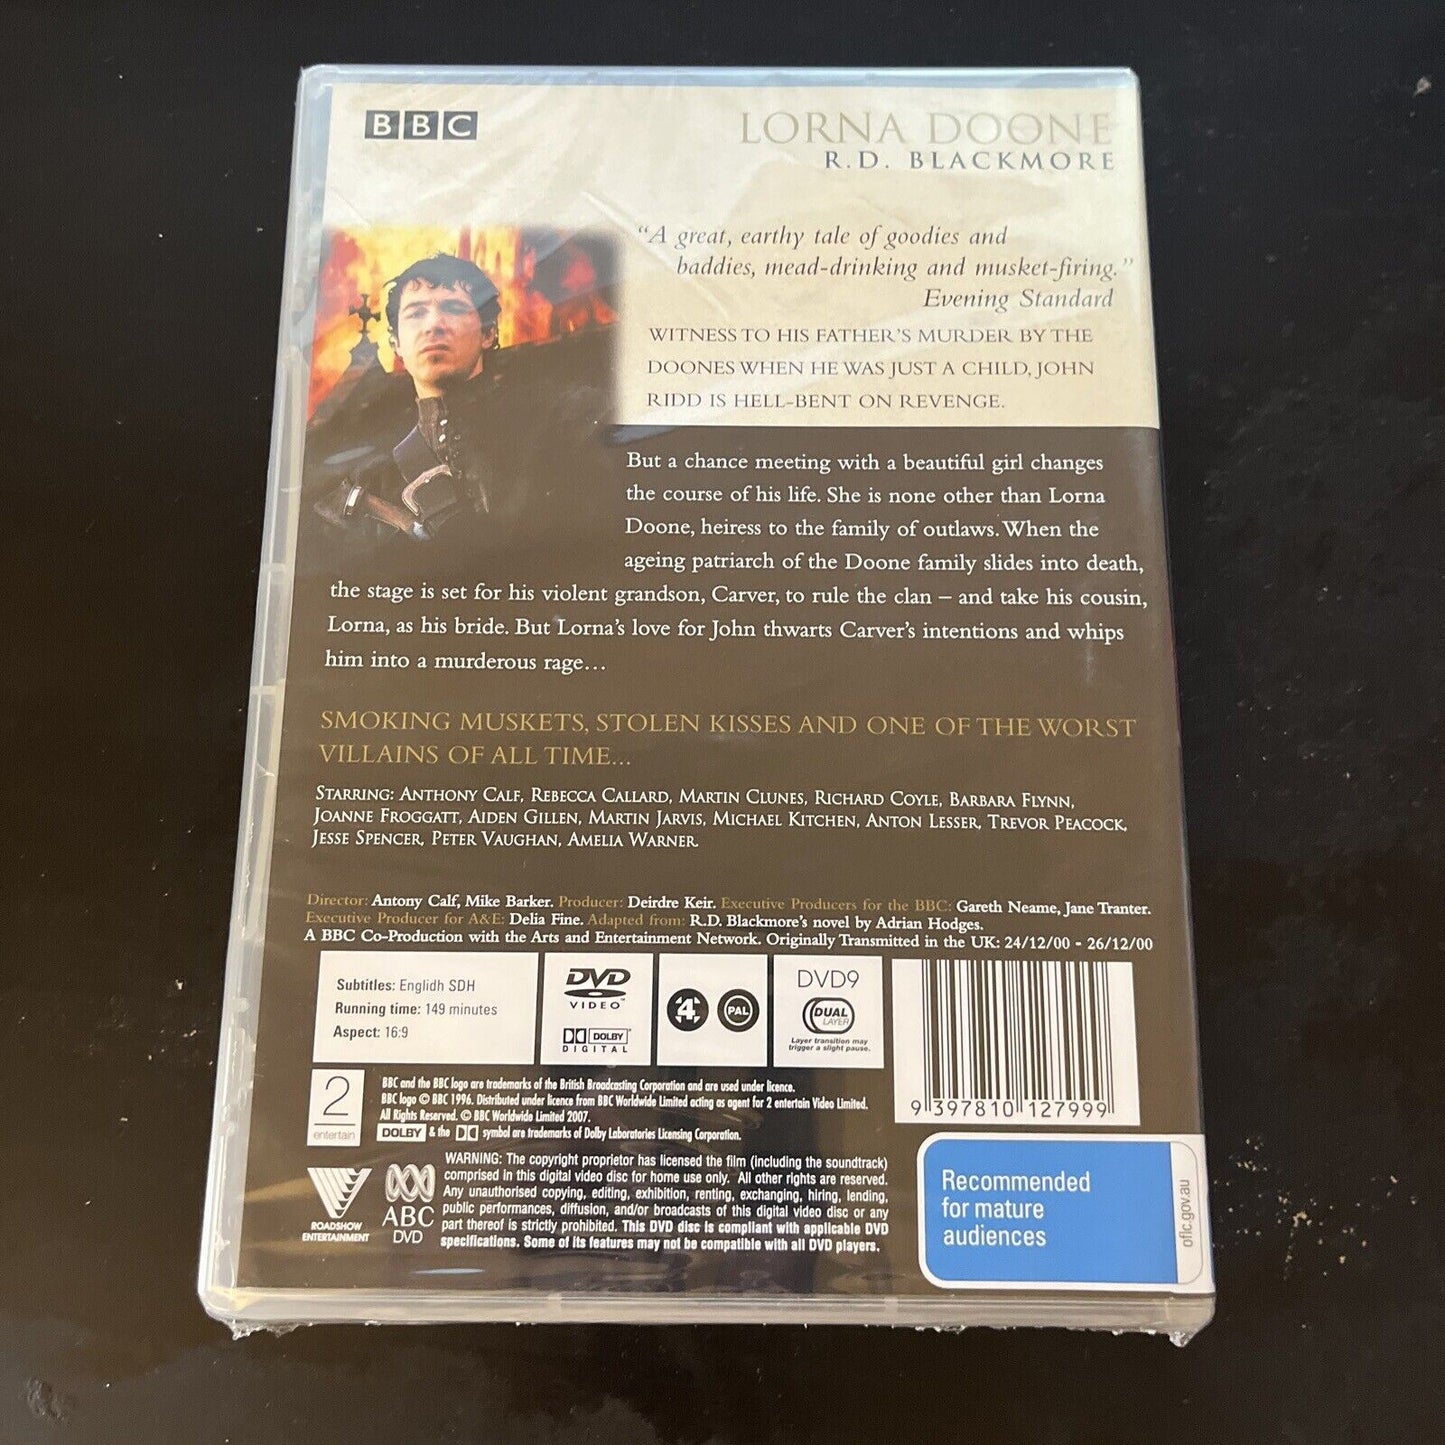 BBC
LORNA DOONE
R.D. BLACKMORE
“A great, earthy tale of goodies and
baddies, mead-drinking and musket-firing.”
Evening Standard
WITNESS TO HIS FATHER'S MURDER BY THE
DOONES WHEN HE WAS JUST A CHILD, JOHN
RIDD IS HELL-BENT ON REVENGE.
But a chance meeting with a beautiful girl changes
the course of his life. She is none other than Lorna
Doone, heiress to the family of outlaws. When the
ageing patriarch of the Doone family slides into death,
the stage is set for his violent grandson, Carver, to rule the clan – and take his cousin,
Lorna, as his bride. But Lorna's love for John thwarts Carver's intentions and whips
him into a murderous rage...
SMOKING MUSKETS, STOLEN KISSES AND ONE OF THE WORST
VILLAINS OF ALL TIME...
STARRING: ANTHONY CALF, REBECCA CALLARD, MARTIN CLUNES, RICHARD COYLE, BARBARA FLYNN,
JOANNE FROGGATT, AIDEN GILLEN, MARTIN JARVIS, MICHAEL KITCHEN, ANTON LESSER, TREVOR PEACOCK,
JESSE SPENCER, PETER VAUGHAN, AMELIA WARNER.
Director: Antony Calf, Mike Barker. Producer: Deirdre Keir. Executive Producers for the BBC: Gareth Neame, Jane Tranter.
Executive Producer for A&E: Delia Fine. Adapted from: R.D. Blackmore's novel by Adrian Hodges.
A BBC Co-Production with the Arts and Entertainment Network. Originally Transmitted in the UK: 24/12/00 - 26/12/00
Subtitles: Englidh SDH
Running time: 149 minutes
Aspect: 16:9
DVD
VIDEO™
DOLBY
DIGITAL
4
PAL
DVD9
DUAL
LAYER
Layer transition may
trigger a slight pause.
9 397810 127999
2
entertain
BBC and the BBC logo are trademarks of the British Broadcasting Corporation and are used under licence.
BBC logo © BBC 1996. Distributed under licence from BBC Worldwide Limited acting as agent for 2 entertain Video Limited.
All Rights Reserved. © BBC Worldwide Limited 2007.
DOLBY & the symbol are trademarks of Dolby Laboratories Licensing Corporation.
ROADSHOW
ENTERTAINMENT
ABC
DVD
WARNING: The copyright proprietor has licensed the film (including the soundtrack)
comprised in this digital video disc for home use only. All other rights are reserved.
Any unauthorised copying, editing, exhibition, renting, exchanging, hiring, lending,
public performances, diffusion, and/or broadcasts of this digital video disc or any
part thereof is strictly prohibited. This DVD disc is compliant with applicable DVD
specifications. Some of its features may not be compatible with all DVD players.
Recommended
for mature
audiences
oflc.gov.au